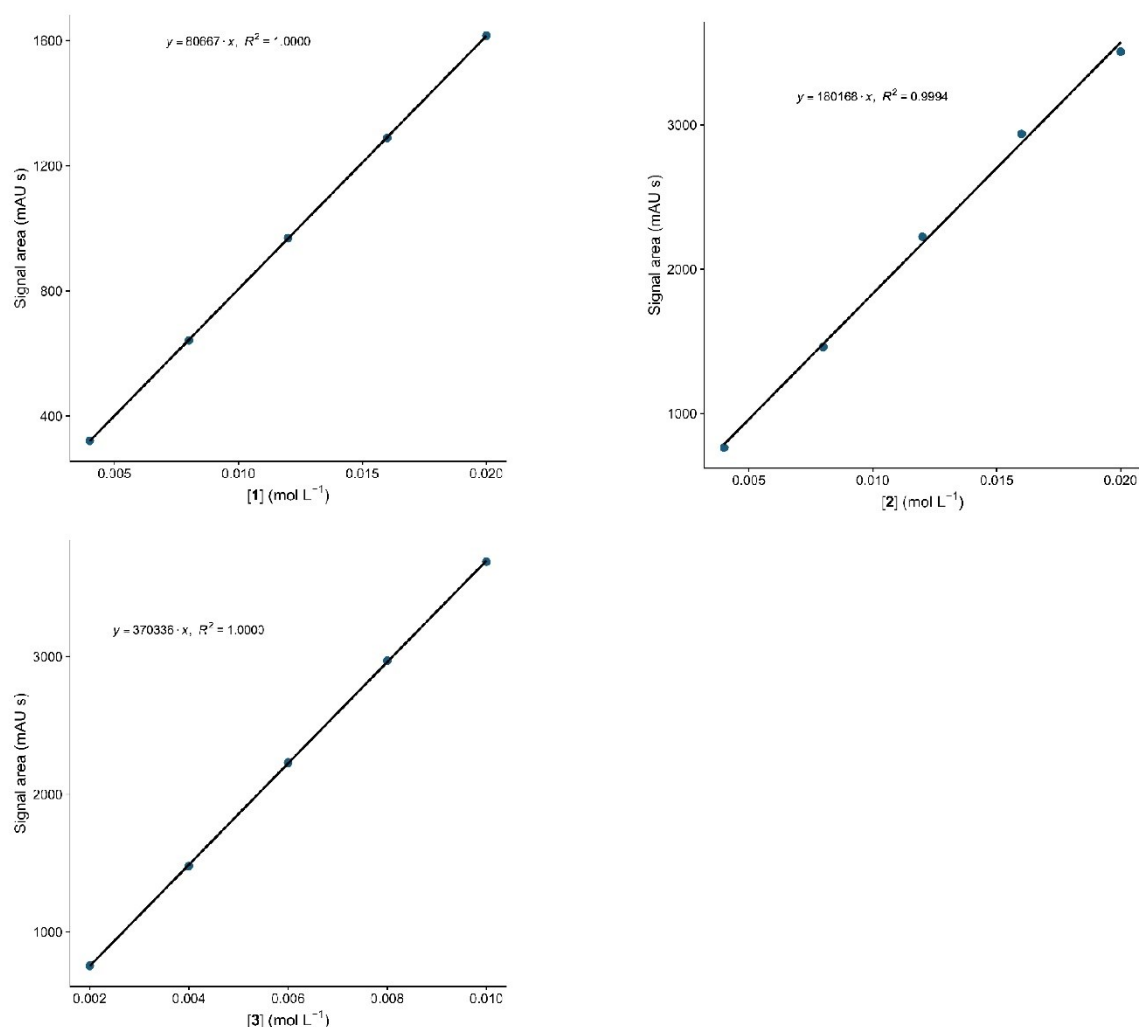 y = 80667 · x, R² = 1.0000
1600
1200
800
400
Signal area (mAU s)
0.005 0.010 0.015 0.020
[1] (mol L⁻¹)
y = 180168 · x, R² = 0.9994
3000
2000
1000
Signal area (mAU s)
0.005 0.010 0.015 0.020
[2] (mol L⁻¹)
y = 370336 · x, R² = 1.0000
3000
2000
1000
Signal area (mAU s)
0.002 0.004 0.006 0.008 0.010
[3] (mol L⁻¹)